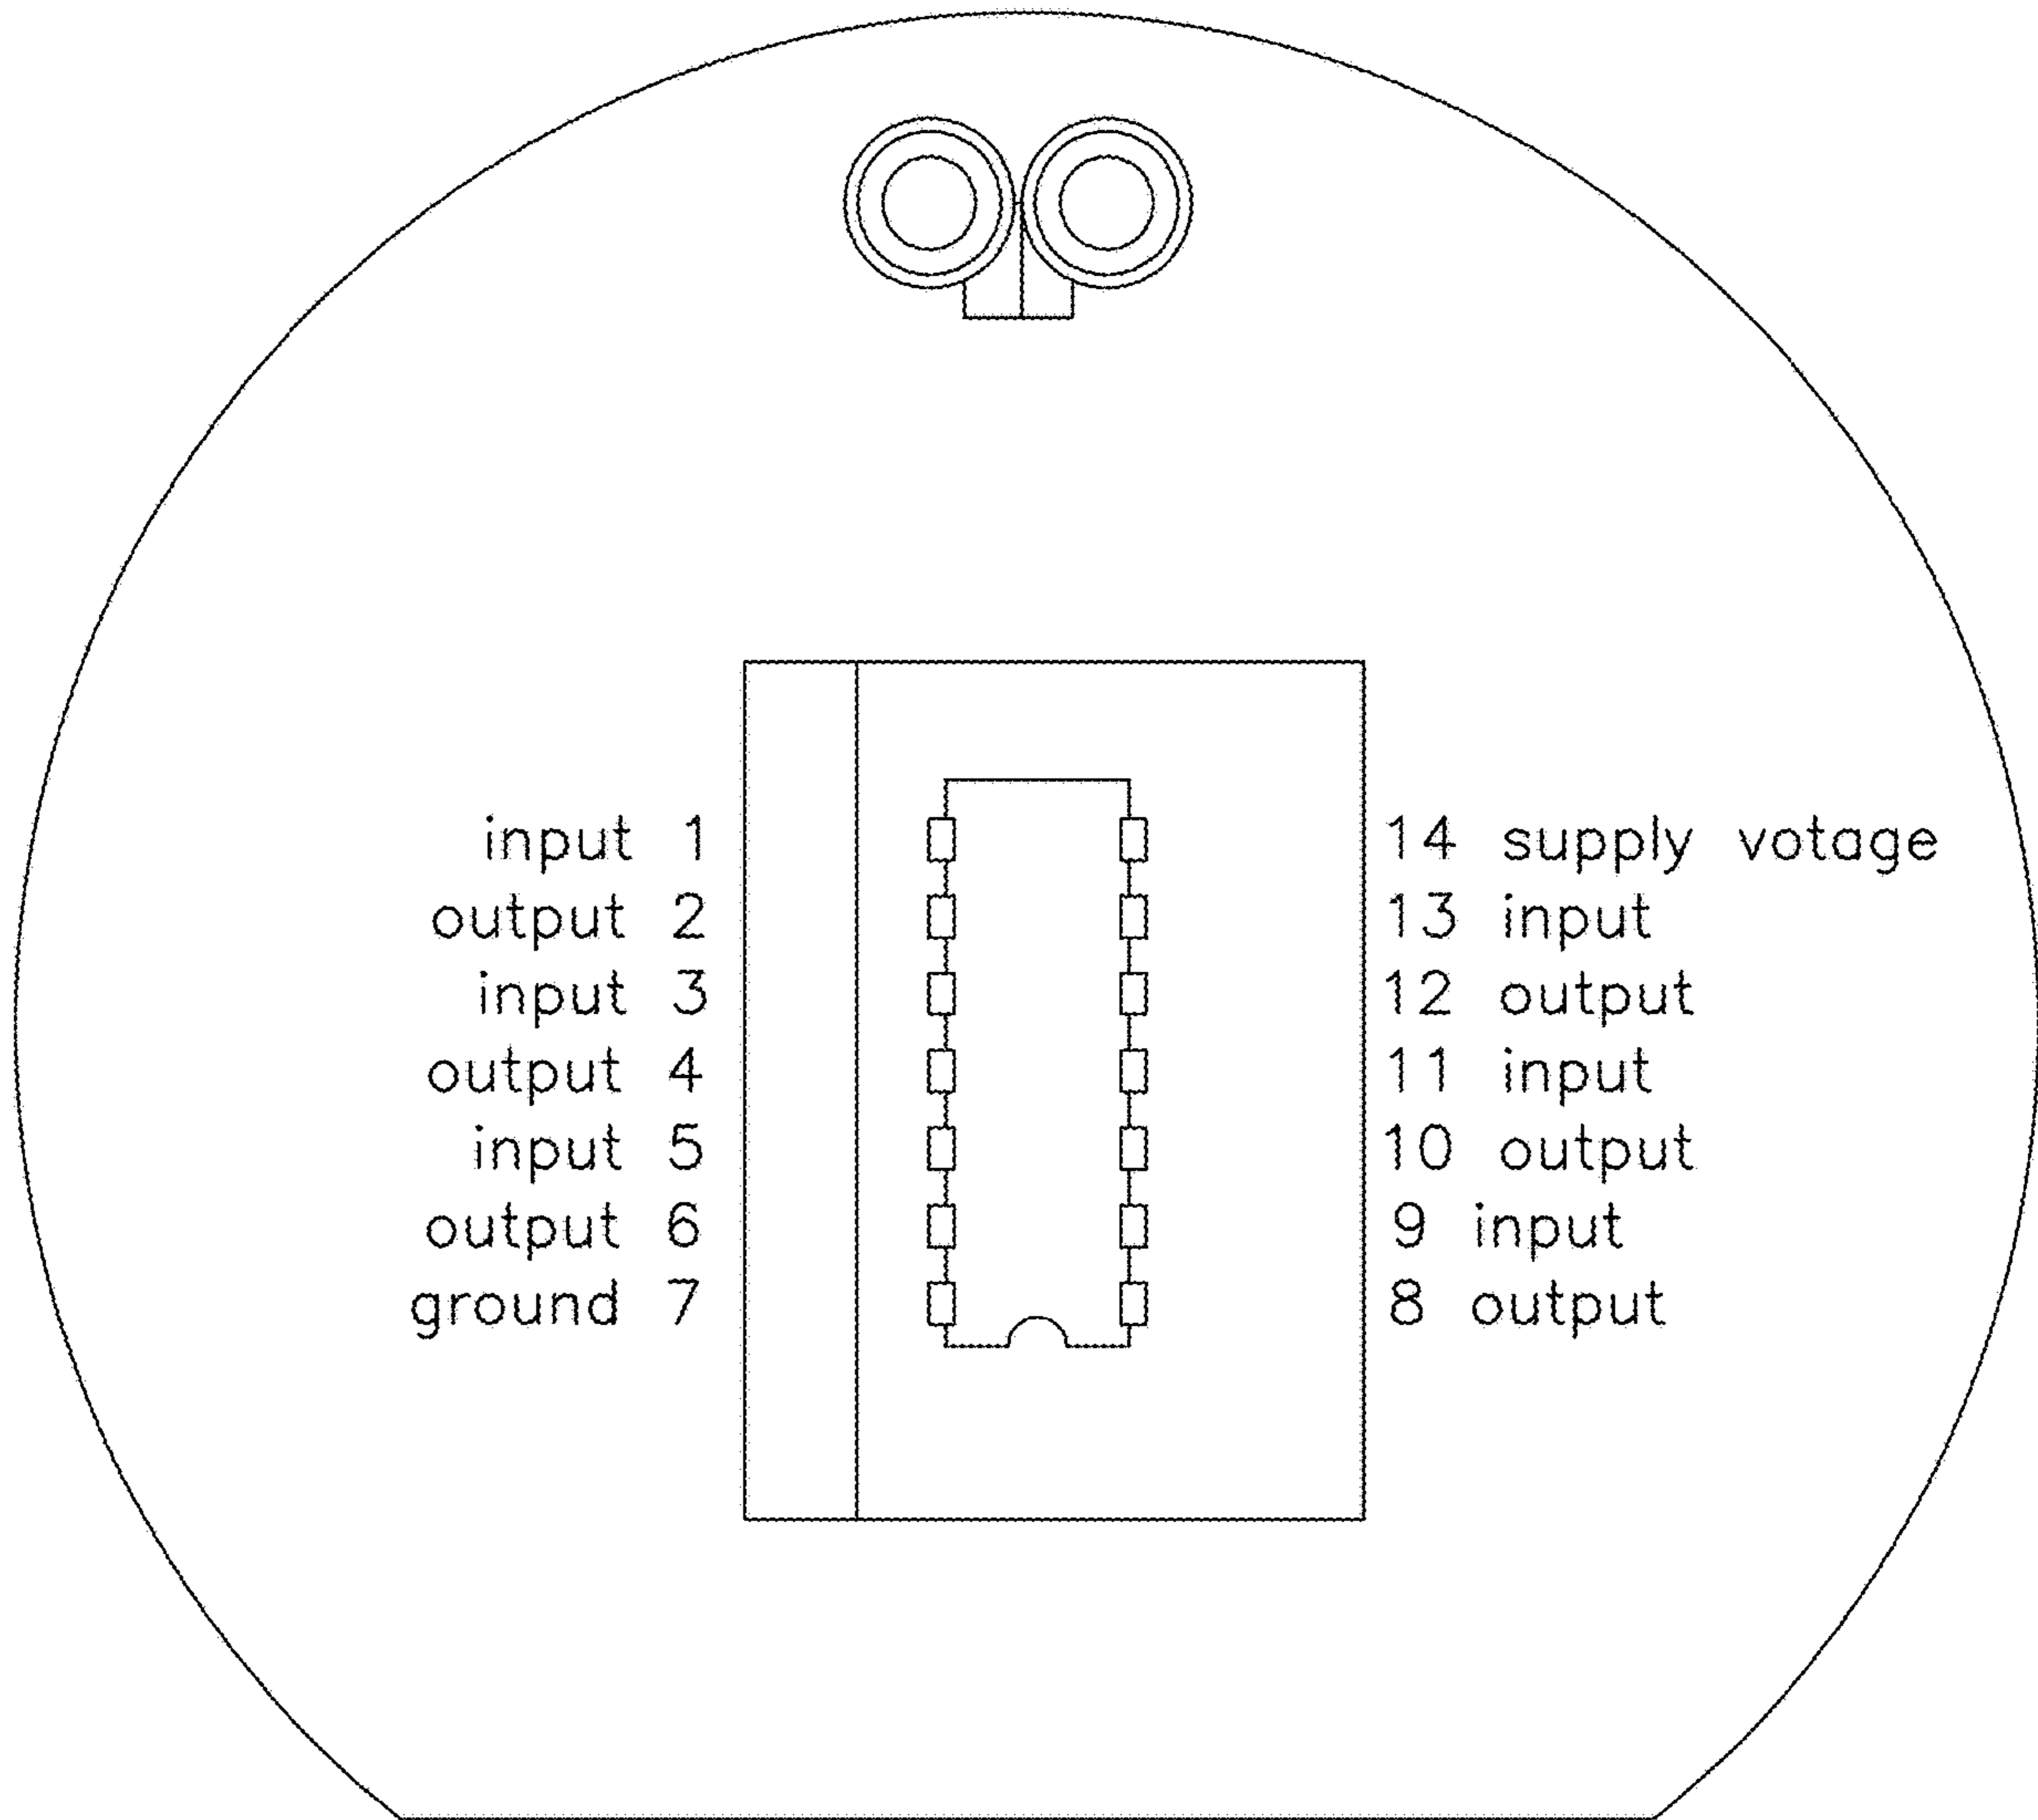 input 1
output 2
input 3
output 4
input 5
output 6
ground 7
14 supply votage
13 input
12 output
11 input
10 output
9 input
8 output